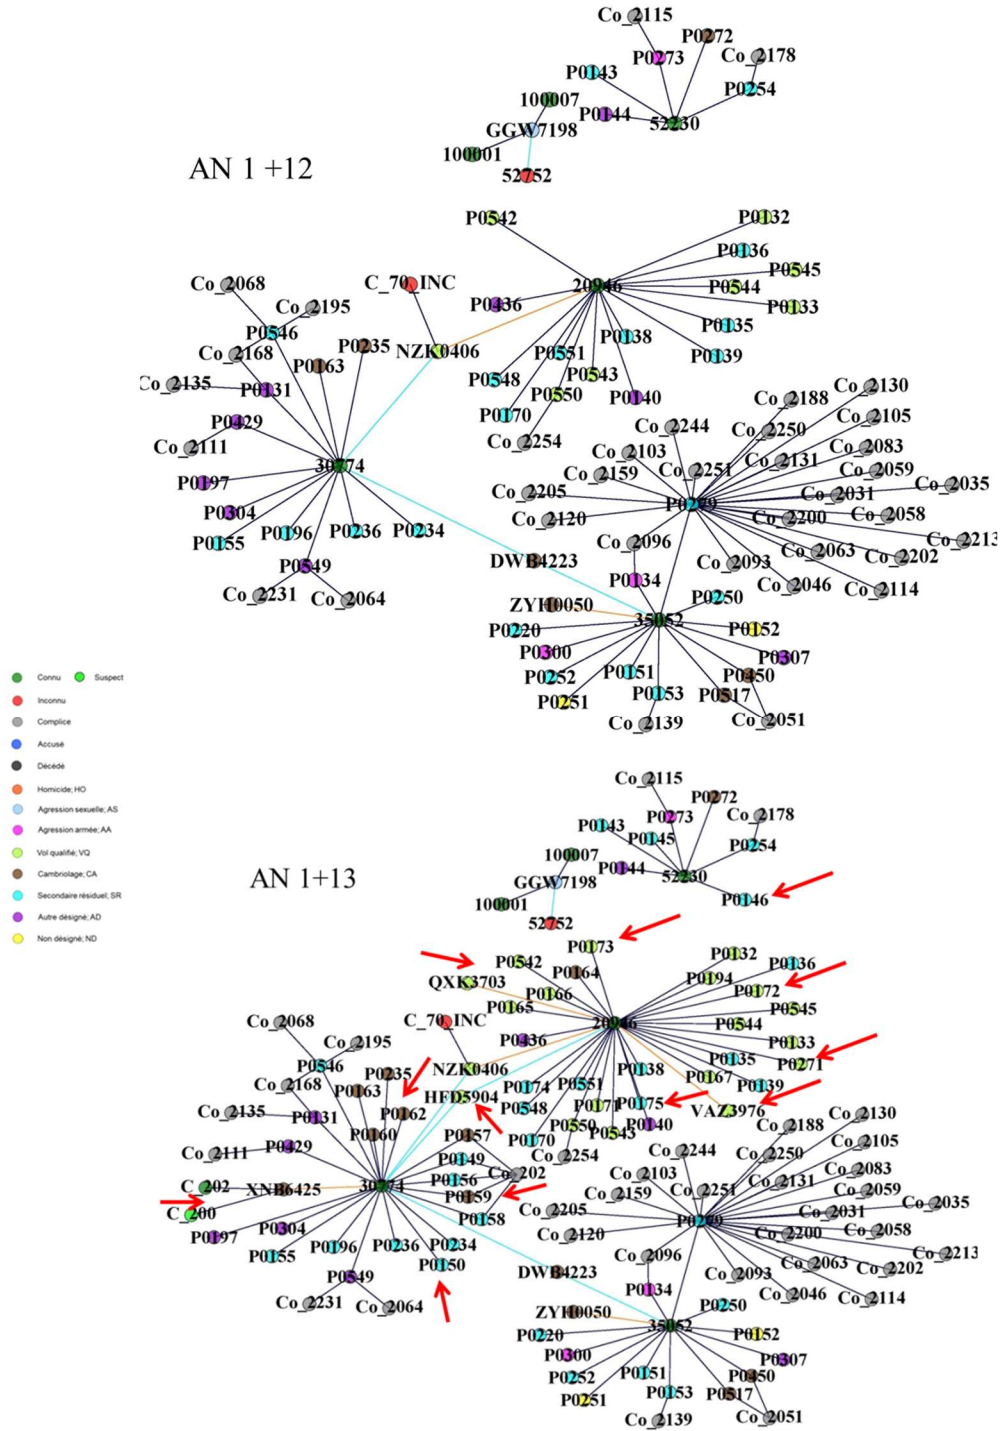 Co_2115
P0272
P0273
Co_2178
P0143
P0254
100007
P0144
52230
GGW7198
100001
52752
AN 1 +12
P0542
P0132
P0136
P0545
P0544
P0133
Co_2068
C_70_INC
20946
P0436
Co_2195
P0546
P0135
P0138
P0235
NZK0406
Co_2168
P0163
P0551
P0139
P0548
P0543
Co_2135
P0131
P0550
P0140
Co_2188
Co_2130
P0429
P0170
Co_2105
Co_2244
Co_2250
Co_2111
Co_2254
Co_2103
Co_2083
30774
Co_2159
Co_2251
Co_2131
Co_2059
P0197
Co_2205
Co_2035
Co_2031
P0279
P0304
Co_2120
Co_2200
Co_2058
P0155
P0196
P0236
P0234
Co_2096
Co_2213
Co_2063
Co_2202
P0549
DWB4223
Co_2093
P0134
Co_2046
Co_2114
Co_2231
Co_2064
ZYH0050
P0250
35052
P0220
P0152
P0300
P0307
P0252
P0151
P0450
P0251
P0153
P0517
Co_2139
Co_2051
Connu
Suspect
Inconnu
Complice
Accusé
Décédé
Homicide; HO
Agression sexuelle; AS
Agression armée; AA
Vol qualifié; VQ
Cambriolage; CA
Secondaire résiduel; SR
Autre désigné; AD
Non désigné; ND
Co_2115
P0272
P0273
Co_2178
P0143
P0145
P0254
100007
P0144
52230
AN 1+13
GGW7198
P0146
100001
52752
P0173
P0542
P0132
P0136
P0164
QXK3703
P0194
P0172
P0166
P0165
P0545
Co_2068
C_70_INC
20946
P0544
P0436
P0133
Co_2195
P0135
P0546
P0271
NZK0406
P0138
P0235
P0167
Co_2168
P0163
P0174
P0551
P0139
HFD5904
P0548
P0171
P0175
VAZ3976
Co_2135
P0131
P0162
P0550
P0543
P0140
Co_2188
Co_2130
P0160
P0157
P0170
Co_2105
P0429
Co_2244
Co_2250
Co_2111
P0149
Co_2254
Co_2103
Co_2083
C_202
XNB6425
30774
P0156
Co_202
Co_2159
Co_2251
Co_2131
Co_2059
P0159
Co_2205
Co_2035
C_200
Co_2031
P0158
P0279
P0197
P0304
Co_2120
Co_2200
Co_2058
P0155
P0196
P0236
P0234
Co_2096
Co_2213
P0150
Co_2063
Co_2202
P0549
DWB4223
Co_2093
P0134
Co_2046
Co_2114
Co_2231
Co_2064
ZYH0050
P0250
35052
P0220
P0152
P0300
P0307
P0252
P0151
P0450
P0251
P0153
P0517
Co_2139
Co_2051